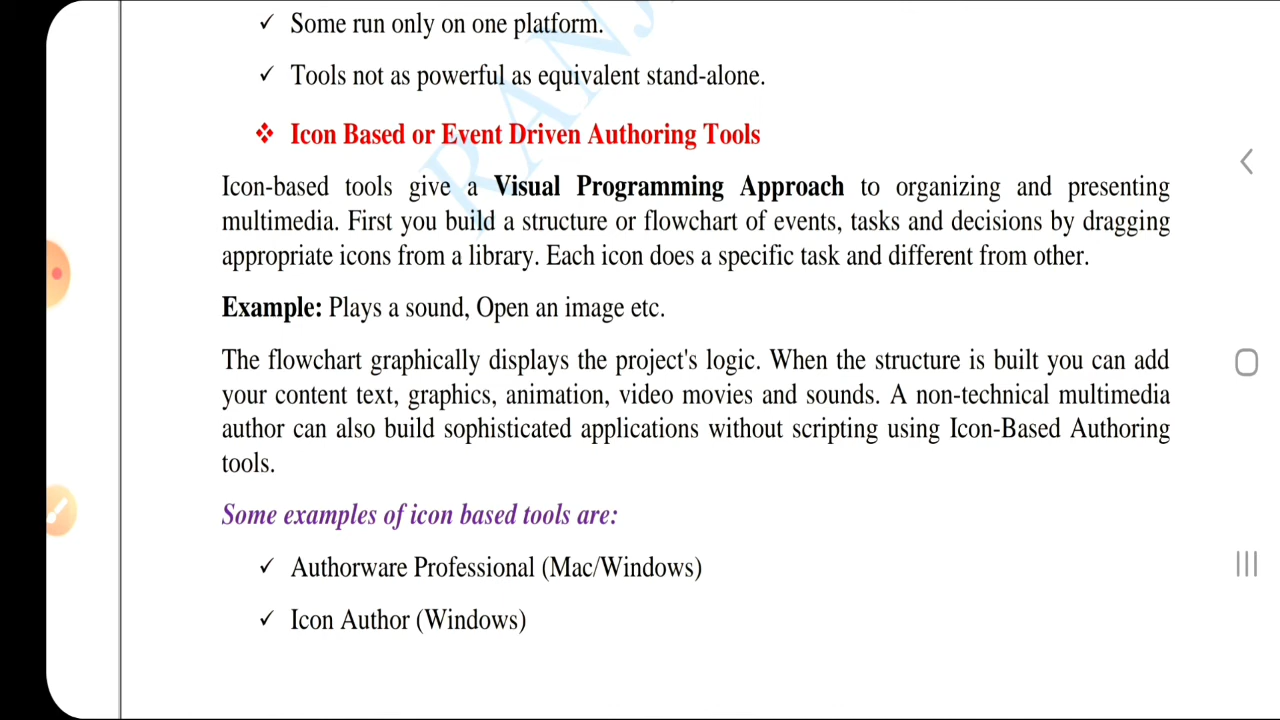 ✓ Some run only on one platform.
✓ Tools not as powerful as equivalent stand-alone.
❖ Icon Based or Event Driven Authoring Tools
Icon-based tools give a Visual Programming Approach to organizing and presenting
multimedia. First you build a structure or flowchart of events, tasks and decisions by dragging
appropriate icons from a library. Each icon does a specific task and different from other.
Example: Plays a sound, Open an image etc.
The flowchart graphically displays the project's logic. When the structure is built you can add
your content text, graphics, animation, video movies and sounds. A non-technical multimedia
author can also build sophisticated applications without scripting using Icon-Based Authoring
tools.
Some examples of icon based tools are:
✓ Authorware Professional (Mac/Windows)
✓ Icon Author (Windows)